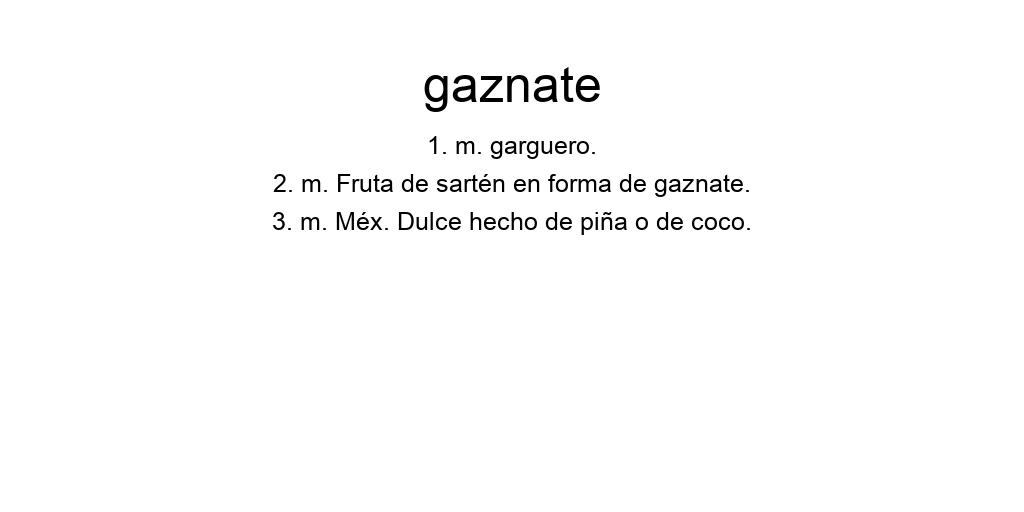 gaznate
1. m. garguero.
2. m. Fruta de sartén en forma de gaznate.
3. m. Méx. Dulce hecho de piña o de coco.